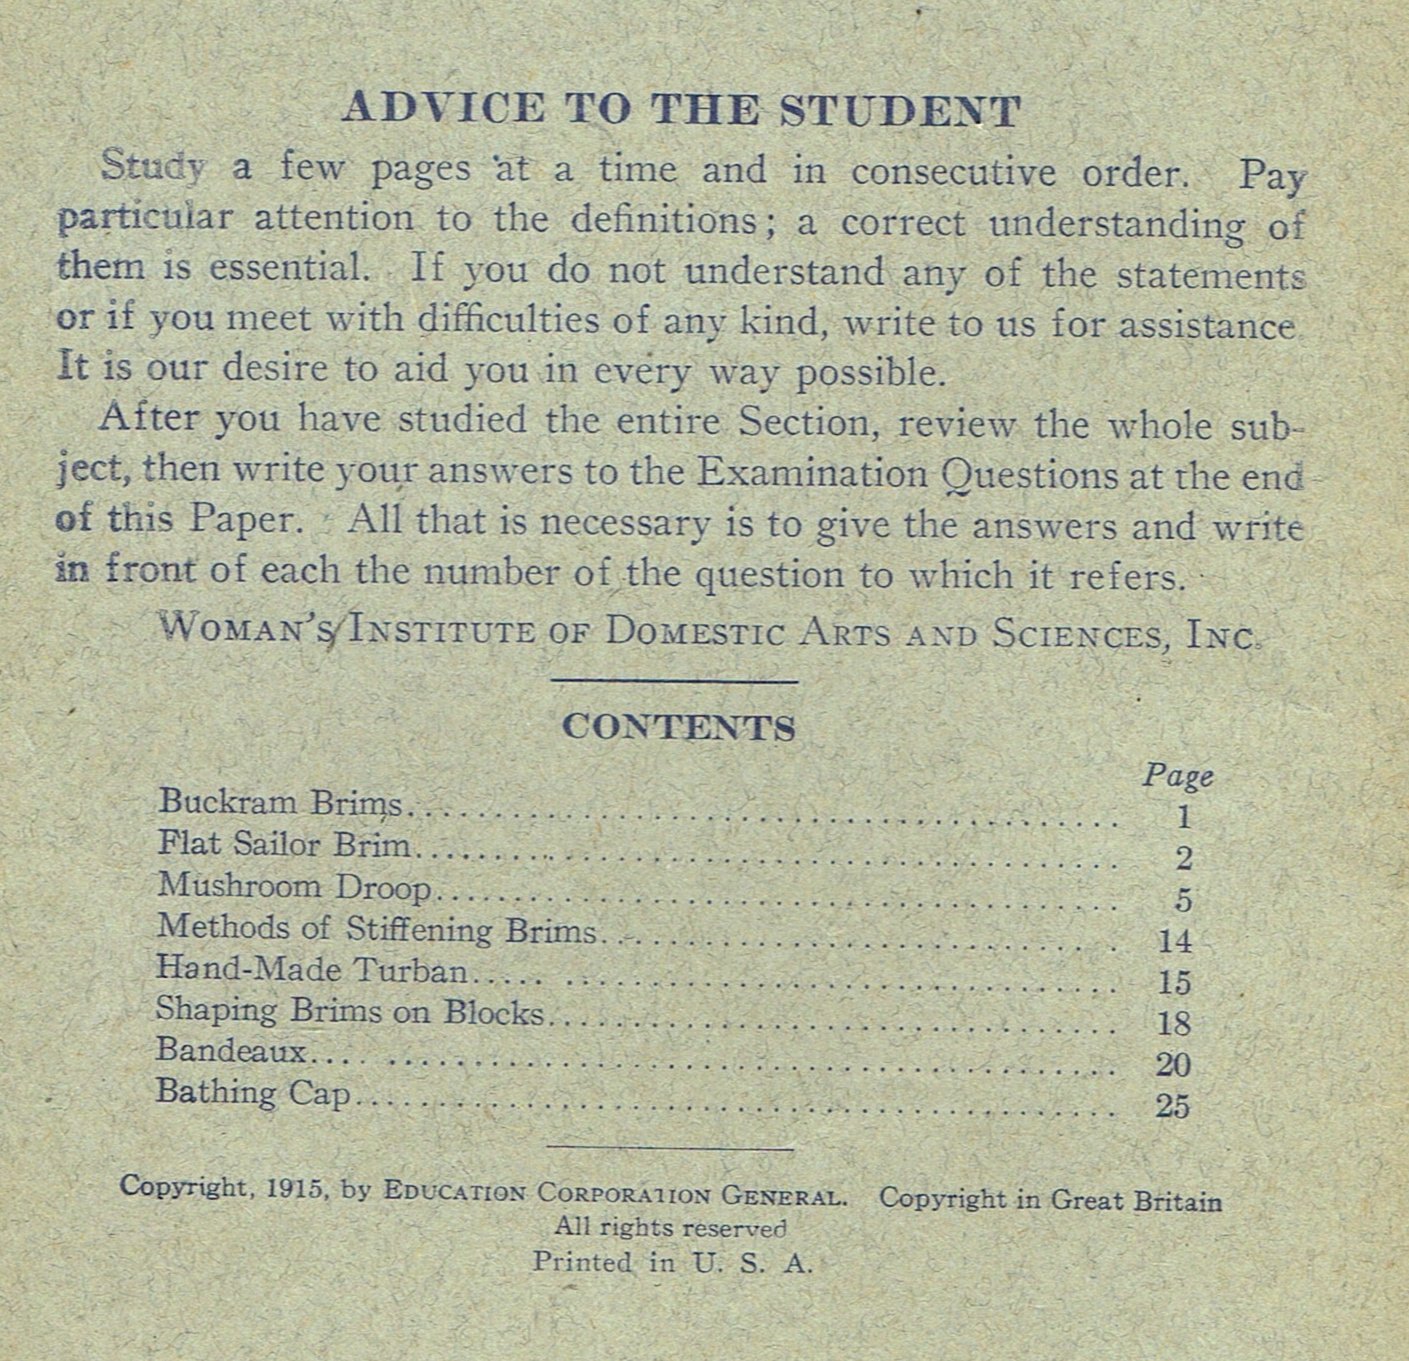 ADVICE TO THE STUDENT
Study a few pages at a time and in consecutive order. Pay
particular attention to the definitions; a correct understanding of
them is essential. If you do not understand any of the statements
or if you meet with difficulties of any kind, write to us for assistance
It is our desire to aid you in every way possible.
After you have studied the entire Section, review the whole sub-
ject, then write your answers to the Examination Questions at the end
of this Paper. All that is necessary is to give the answers and write
in front of each the number of the question to which it refers.
WOMAN'S INSTITUTE OF DOMESTIC ARTS AND SCIENCES, INC.
CONTENTS
Page
Buckram Brims........................................ 1
Flat Sailor Brim........................................ 2
Mushroom Droop........................................ 5
Methods of Stiffening Brims............................ 14
Hand-Made Turban..................................... 15
Shaping Brims on Blocks............................... 18
Bandeaux............................................. 20
Bathing Cap........................................... 25
Copyright, 1915, by EDUCATION CORPORATION GENERAL. Copyright in Great Britain
All rights reserved
Printed in U. S. A.